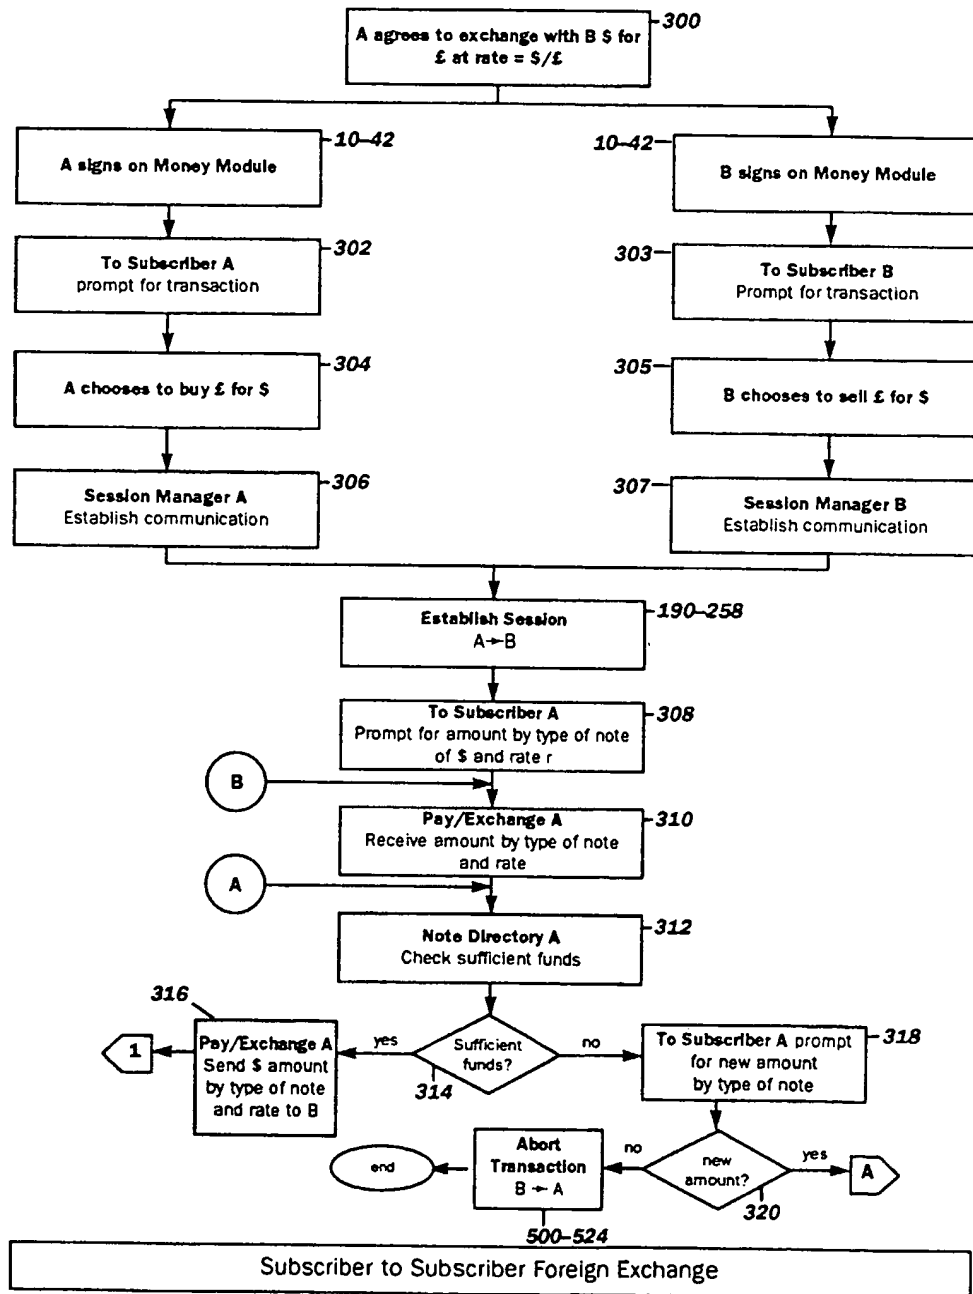 A agrees to exchange with B $ for
£ at rate = $/£
300
A signs on Money Module
10–42
10–42
B signs on Money Module
To Subscriber A
prompt for transaction
302
303
To Subscriber B
Prompt for transaction
A chooses to buy £ for $
304
305
B chooses to sell £ for $
Session Manager A
Establish communication
306
307
Session Manager B
Establish communication
Establish Session
A→B
190–258
To Subscriber A
Prompt for amount by type of note
of $ and rate r
308
B
Pay/Exchange A
Receive amount by type of note
and rate
310
A
Note Directory A
Check sufficient funds
312
316
1
Pay/Exchange A
Send $ amount
by type of note
and rate to B
yes
Sufficient
funds?
314
no
To Subscriber A prompt
for new amount
by type of note
318
end
Abort
Transaction
B → A
500–524
no
new
amount?
320
yes
A
Subscriber to Subscriber Foreign Exchange